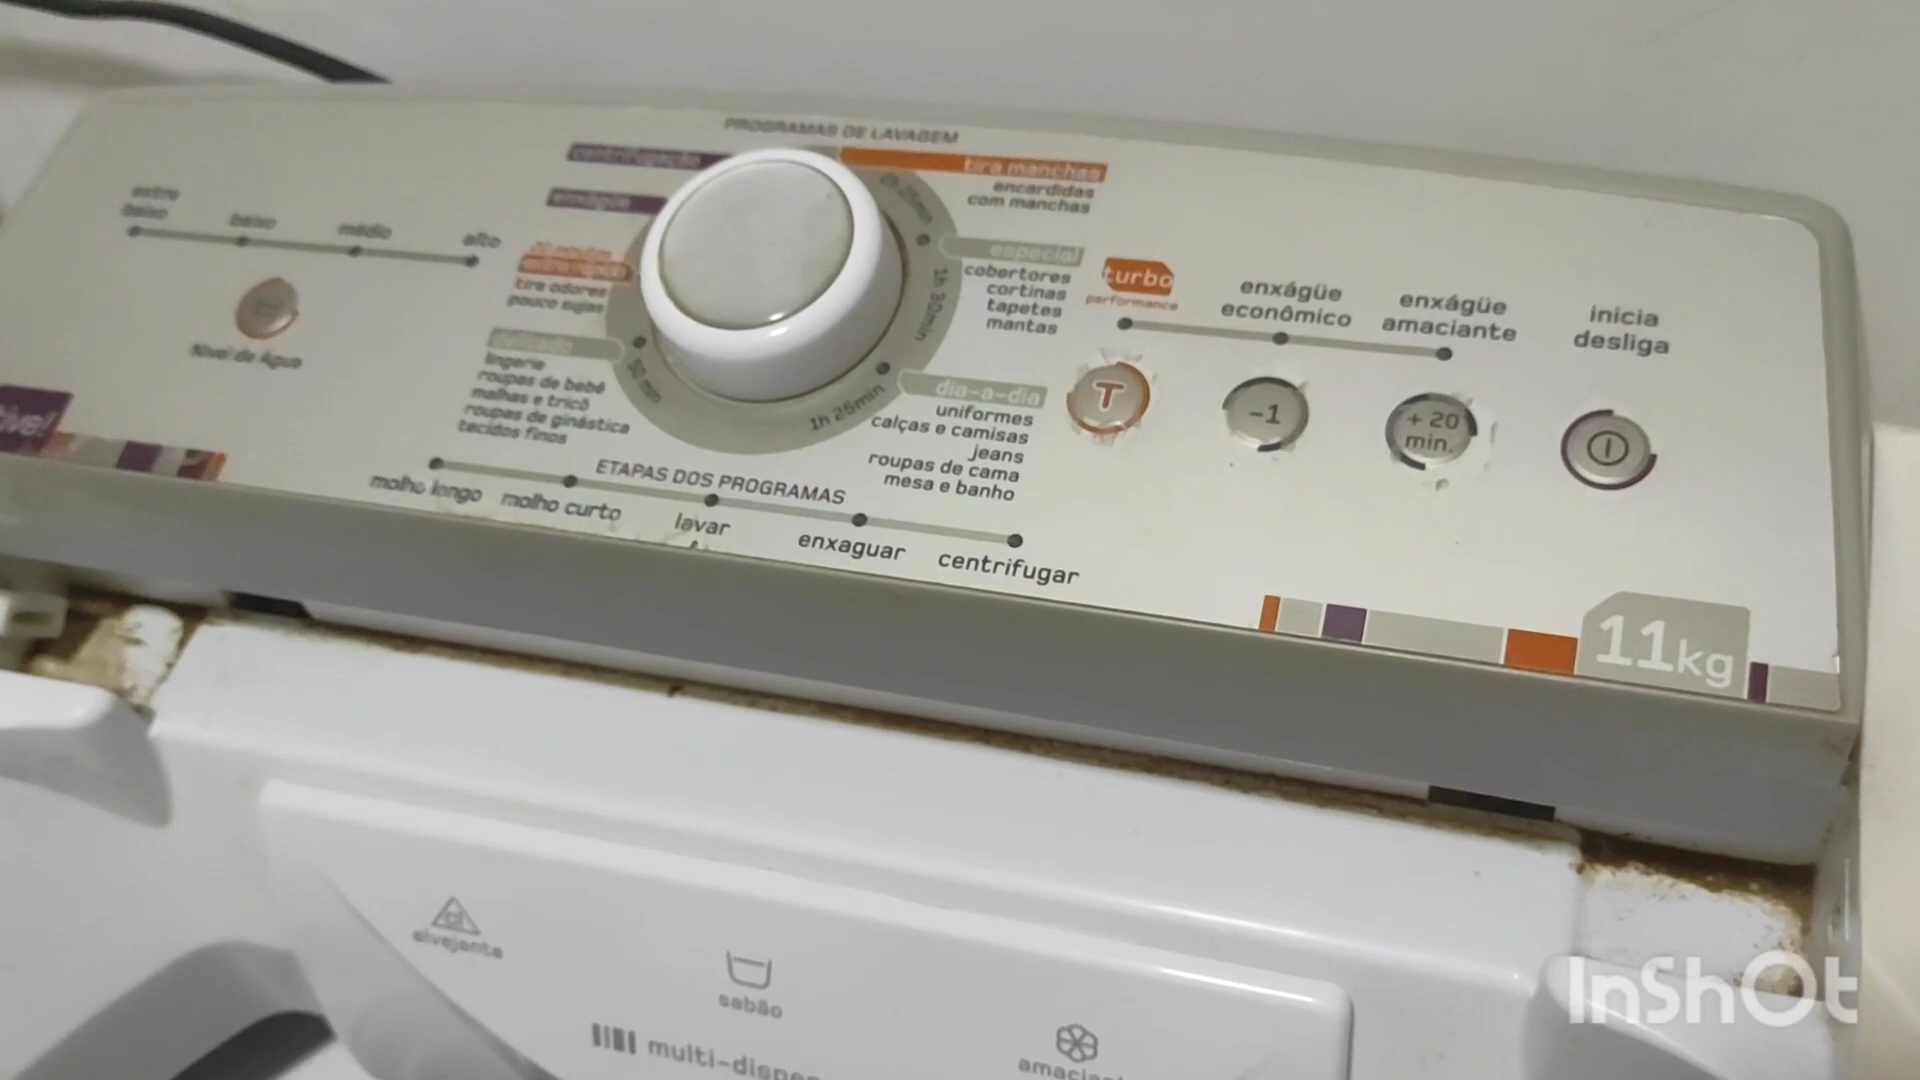 PROGRAMAS DE LAVAGEM
centrifugação
enxágüe
tira odores
pouco sujas
delicado
lingerie
roupas de bebê
malhas e tricô
roupas de ginástica
tecidos finos
tira manchas
encardidas
com manchas
especial
cobertores
cortinas
tapetes
mantas
dia-a-dia
uniformes
calças e camisas
jeans
roupas de cama
mesa e banho
1h 30min
1h 25min
50 min
extra
baixo
baixo
médio
alto
Nível de Água
ETAPAS DOS PROGRAMAS
molho longo
molho curto
lavar
enxaguar
centrifugar
turbo
performance
enxágüe
econômico
enxágüe
amaciante
inicia
desliga
T
-1
+ 20
min.
11kg
alvejante
sabão
multi-dispen
amaciant
InShOt